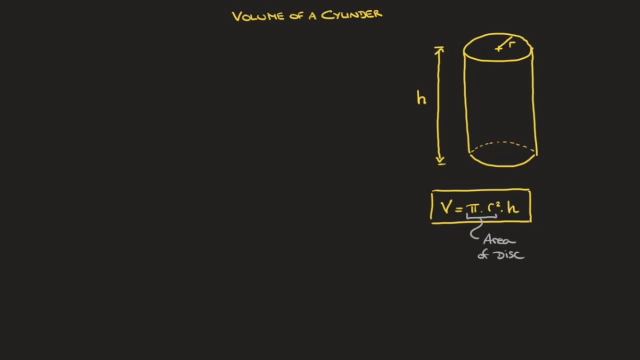 VOLUME OF A CYLINDER
r
h
V = π · r² · h
Area
of Disc